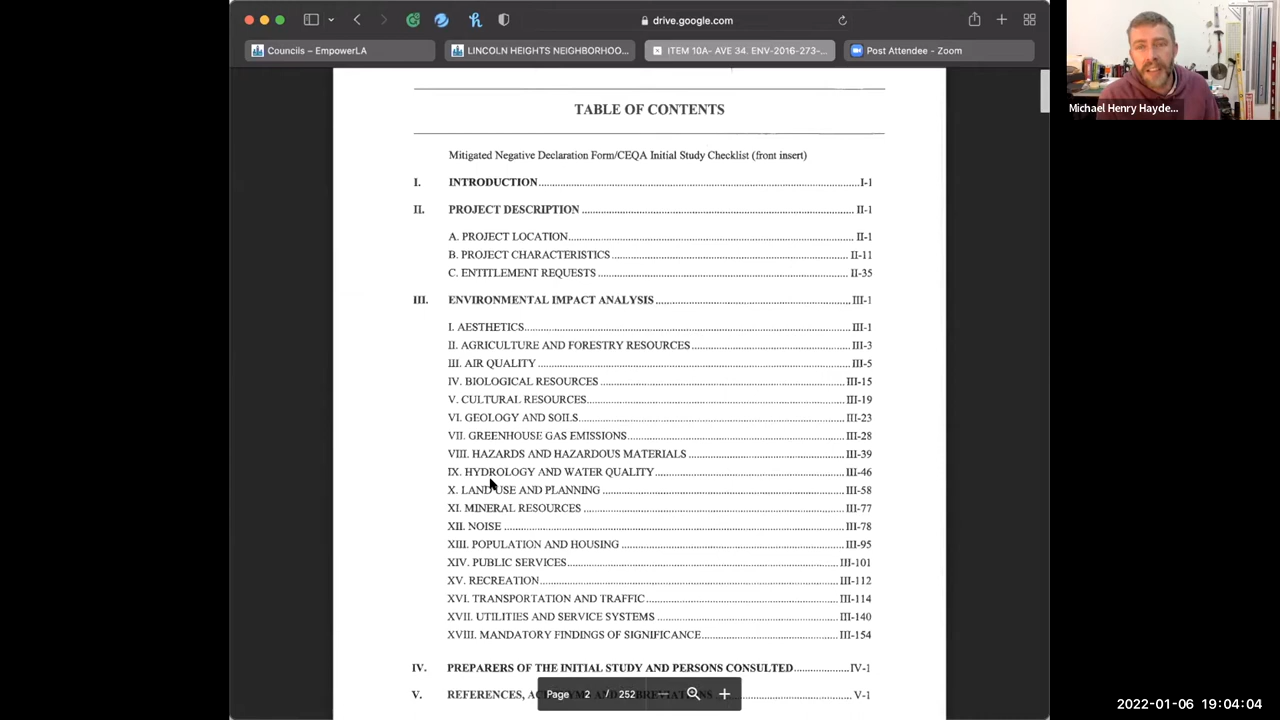 drive.google.com
Councils – EmpowerLA
LINCOLN HEIGHTS NEIGHBORHOO...
ITEM 10A- AVE 34. ENV-2016-273-...
Post Attendee - Zoom
Michael Henry Hayde...
TABLE OF CONTENTS
Mitigated Negative Declaration Form/CEQA Initial Study Checklist (front insert)
I. INTRODUCTION I-1
II. PROJECT DESCRIPTION II-1
A. PROJECT LOCATION II-1
B. PROJECT CHARACTERISTICS II-11
C. ENTITLEMENT REQUESTS II-35
III. ENVIRONMENTAL IMPACT ANALYSIS III-1
I. AESTHETICS III-1
II. AGRICULTURE AND FORESTRY RESOURCES III-3
III. AIR QUALITY III-5
IV. BIOLOGICAL RESOURCES III-15
V. CULTURAL RESOURCES III-19
VI. GEOLOGY AND SOILS III-23
VII. GREENHOUSE GAS EMISSIONS III-28
VIII. HAZARDS AND HAZARDOUS MATERIALS III-39
IX. HYDROLOGY AND WATER QUALITY III-46
X. LAND USE AND PLANNING III-58
XI. MINERAL RESOURCES III-77
XII. NOISE III-78
XIII. POPULATION AND HOUSING III-95
XIV. PUBLIC SERVICES III-101
XV. RECREATION III-112
XVI. TRANSPORTATION AND TRAFFIC III-114
XVII. UTILITIES AND SERVICE SYSTEMS III-140
XVIII. MANDATORY FINDINGS OF SIGNIFICANCE III-154
IV. PREPARERS OF THE INITIAL STUDY AND PERSONS CONSULTED IV-1
V. REFERENCES, V-1
Page 2 / 252
2022-01-06 19:04:04